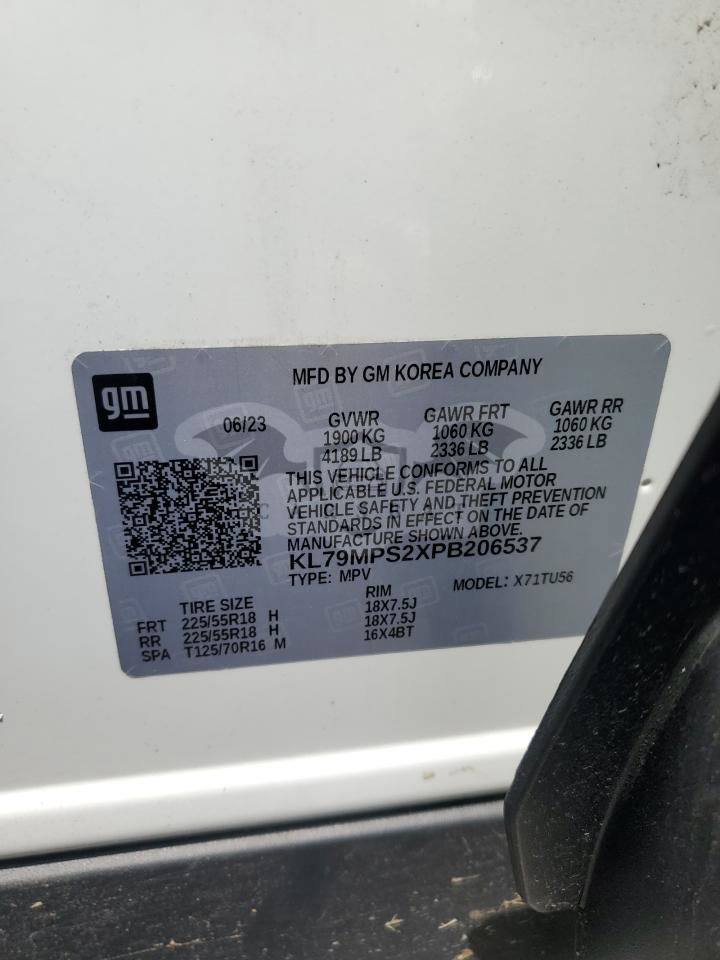 gm
MFD BY GM KOREA COMPANY
06/23
GVWR
1900 KG
4189 LB
GAWR FRT
1060 KG
2336 LB
GAWR RR
1060 KG
2336 LB
THIS VEHICLE CONFORMS TO ALL
APPLICABLE U.S. FEDERAL MOTOR
VEHICLE SAFETY AND THEFT PREVENTION
STANDARDS IN EFFECT ON THE DATE OF
MANUFACTURE SHOWN ABOVE.
KL79MPS2XPB206537
TYPE: MPV
MODEL: X71TU56
TIRE SIZE RIM
FRT 225/55R18 H 18X7.5J
RR 225/55R18 H 18X7.5J
SPA T125/70R16 M 16X4BT